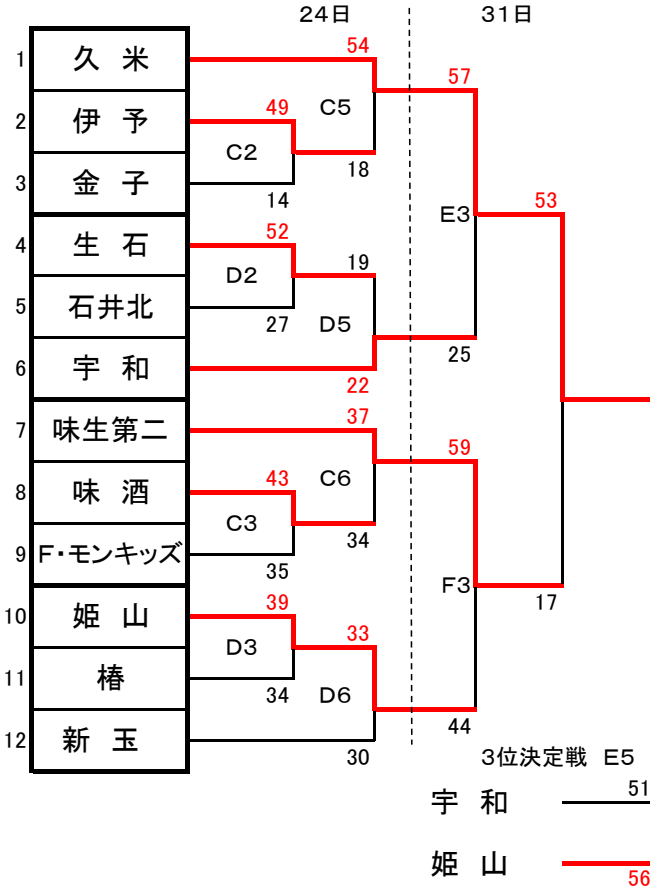 24日 31日
1 久 米 54
57
2 伊 予 49 C5
C2
3 金 子 18
14
E3 53
4 生 石 52
19
D2
5 石井北
27 D5
25
6 宇 和
22
7 味生第二 37
59
8 味 酒 43 C6
C3
9 F・モンキッズ 34
35
F3
17
10 姫 山 39
33
D3
11 椿
34 D6
44
12 新 玉
30
3位決定戦 E5
宇 和 51
姫 山
56